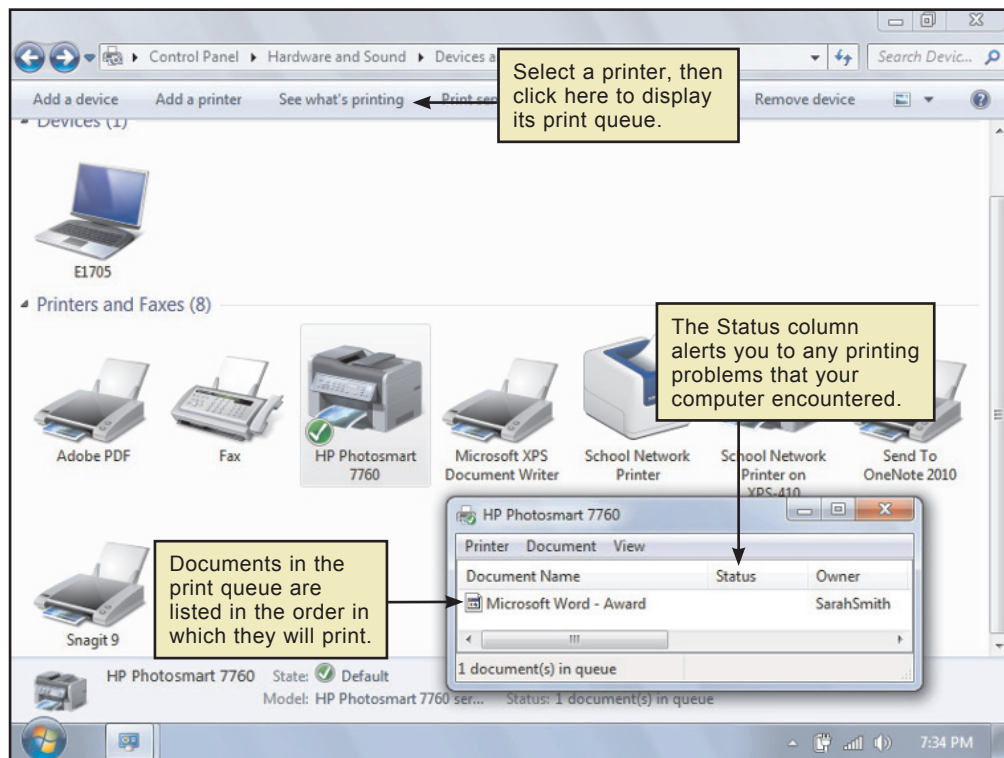 Control Panel Hardware and Sound Devices a
Search Devic...
Select a printer, then
click here to display
its print queue.
Add a device Add a printer See what's printing Print ser Remove device
Devices (1)
E1705
Printers and Faxes (8)
The Status column
alerts you to any printing
problems that your
computer encountered.
Adobe PDF
Fax
HP Photosmart
7760
Microsoft XPS
Document Writer
School Network
Printer
School Network
Printer on
XPS-410
Send To
OneNote 2010
HP Photosmart 7760
Printer Document View
Document Name Status Owner
Microsoft Word - Award SarahSmith
1 document(s) in queue
Documents in the
print queue are
listed in the order in
which they will print.
Snagit 9
HP Photosmart 7760 State: Default
Model: HP Photosmart 7760 ser... Status: 1 document(s) in queue
7:34 PM